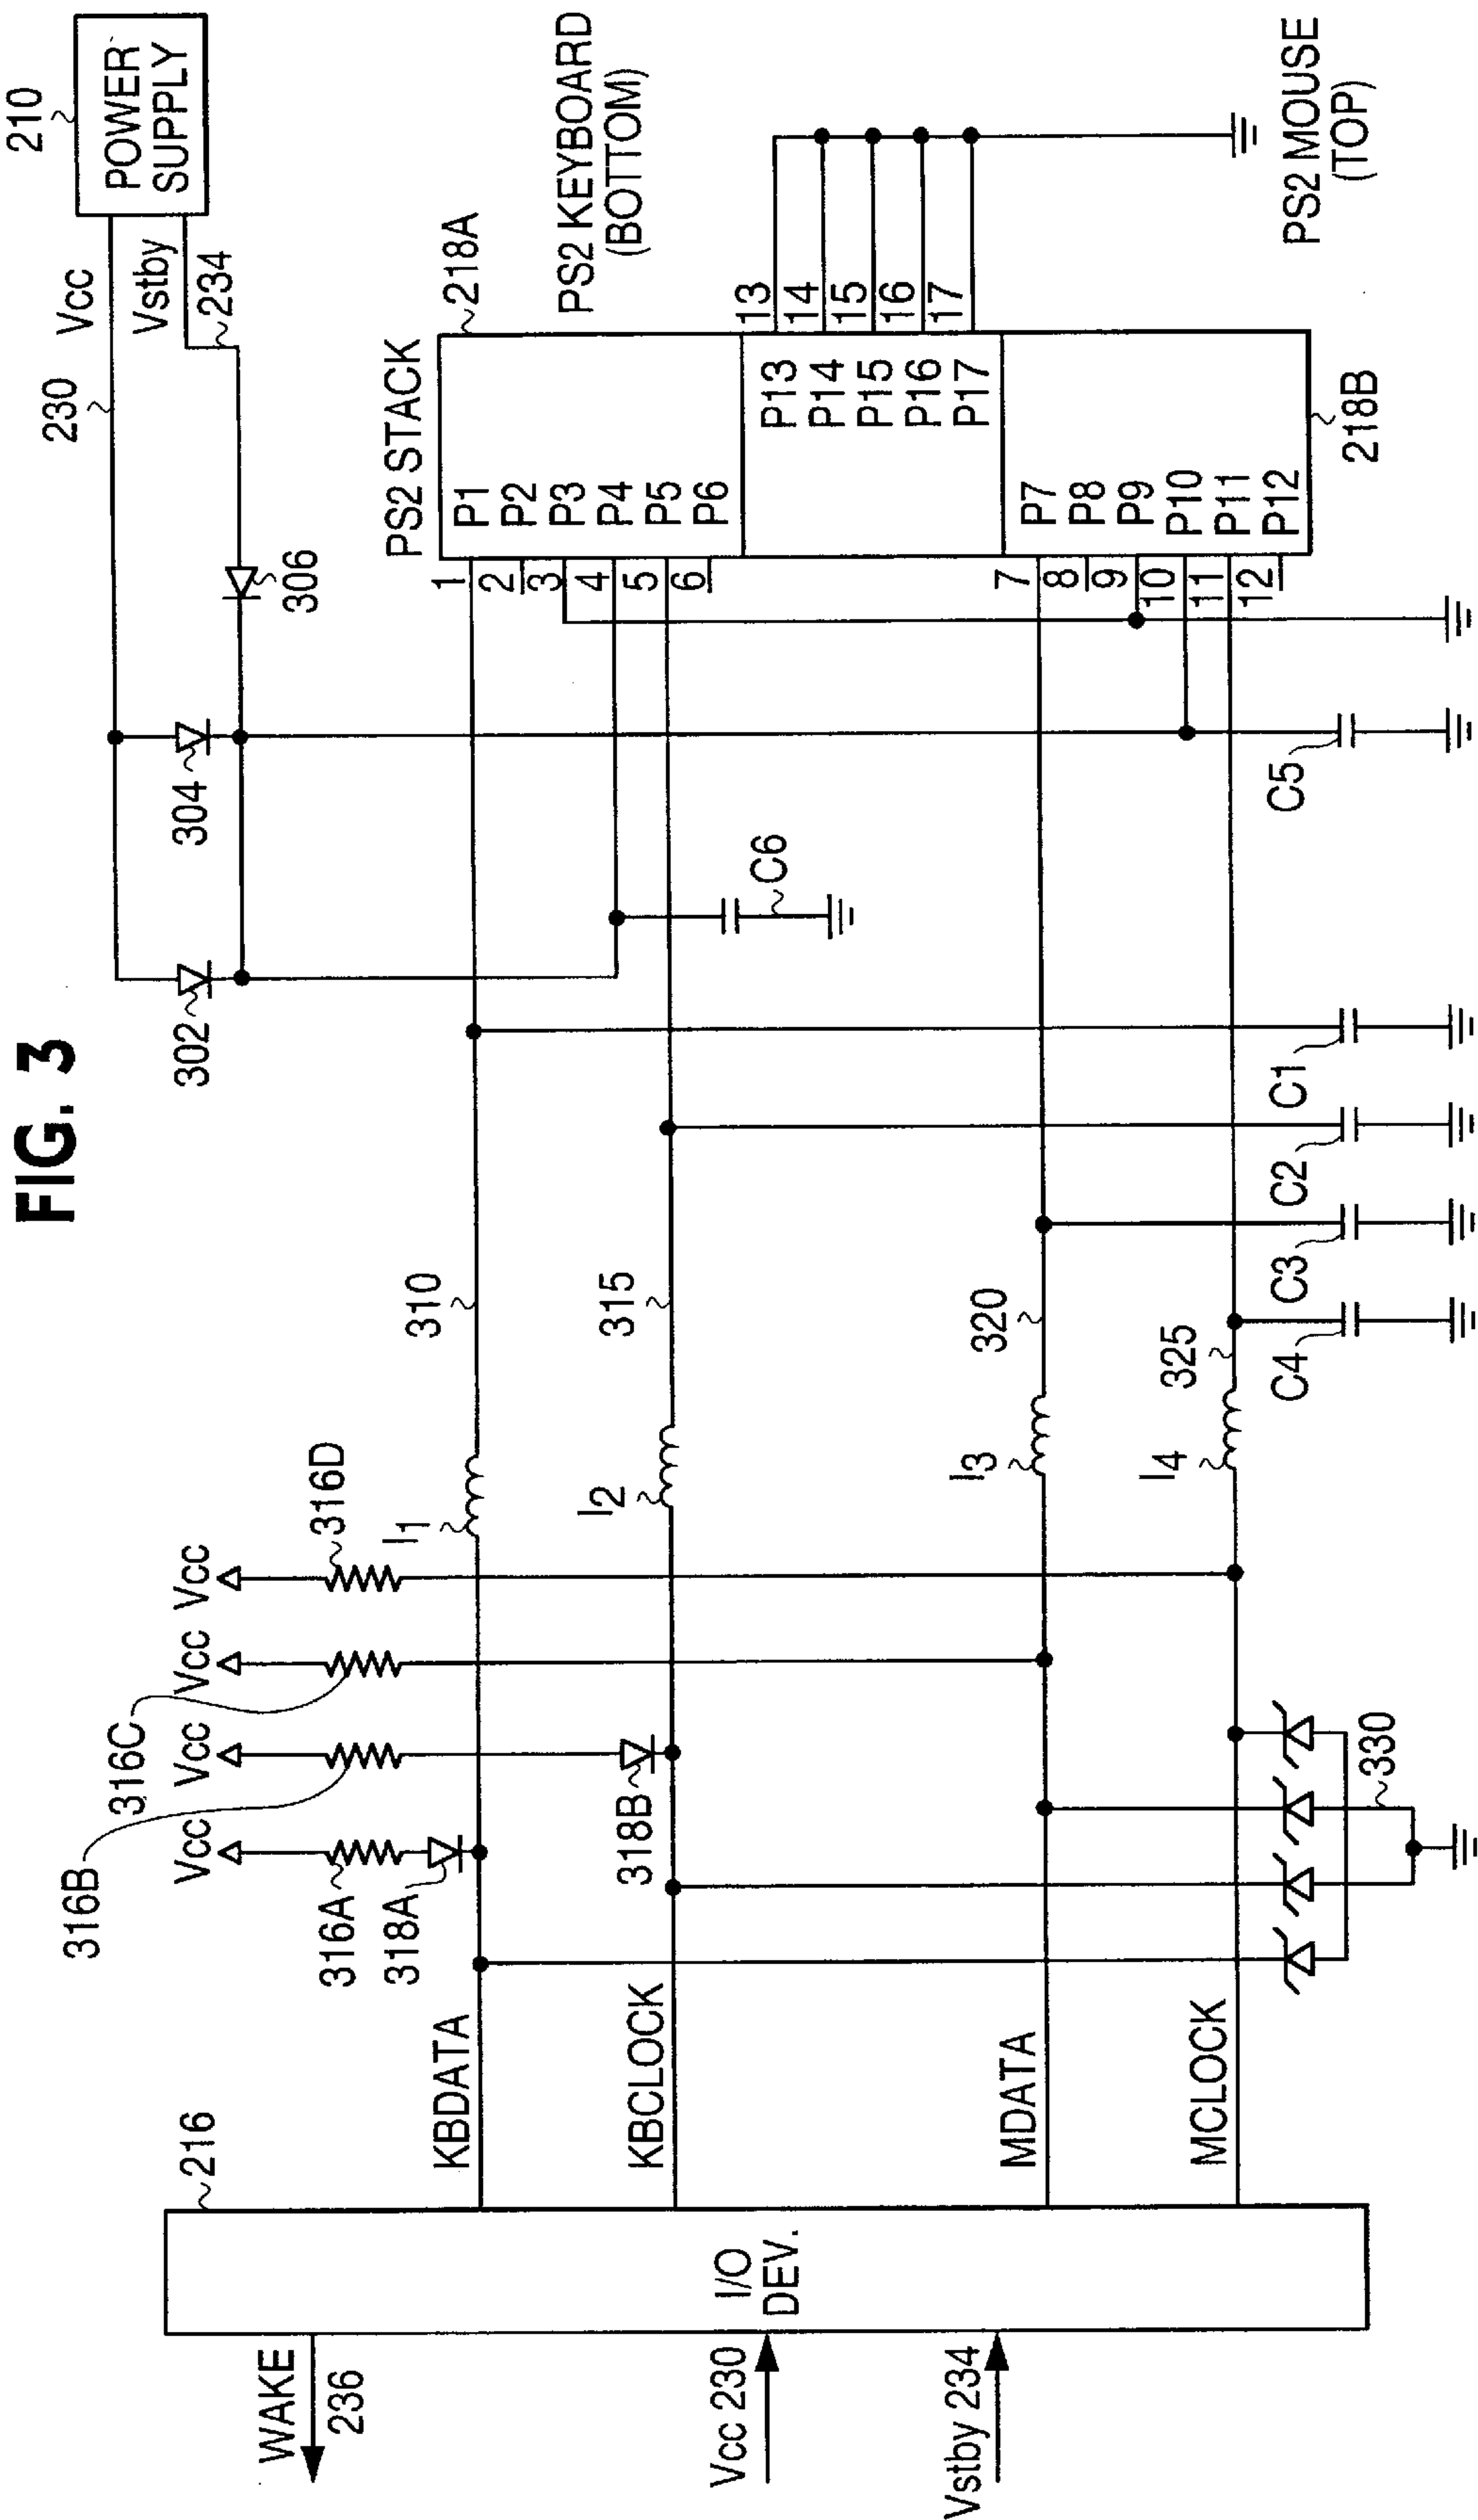 FIG. 3
210
POWER
SUPPLY
230
Vcc
Vstby
234
302
304
306
PS2 STACK
218A
PS2 KEYBOARD
(BOTTOM)
1
2
3
4
5
6
P1
P2
P3
P4
P5
P6
13
14
15
16
17
P13
P14
P15
P16
P17
7
8
9
10
11
12
P7
P8
P9
P10
P11
P12
218B
PS2 MOUSE
(TOP)
C6
C5
C1
C2
C3
C4
310
315
320
325
I1
I2
I3
I4
Vcc
Vcc
Vcc
Vcc
316A
316B
316C
316D
318A
318B
330
KBDATA
KBCLOCK
MDATA
MCLOCK
216
I/O
DEV.
WAKE
236
Vcc 230
Vstby 234